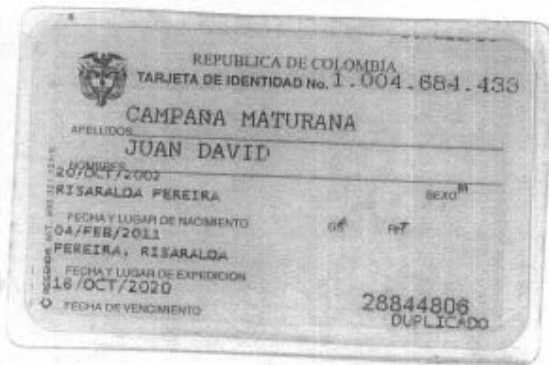 REPUBLICA DE COLOMBIA
TARJETA DE IDENTIDAD No. 1.004.684.433
CAMPAÑA MATURANA
APELLIDOS
JUAN DAVID
NOMBRES
20/OCT/2002
RISARALDA PEREIRA SEXO M
FECHA Y LUGAR DE NACIMIENTO
04/FEB/2011
PEREIRA, RISARALDA
FECHA Y LUGAR DE EXPEDICION
18/OCT/2020
FECHA DE VENCIMIENTO
28844806
DUPLICADO